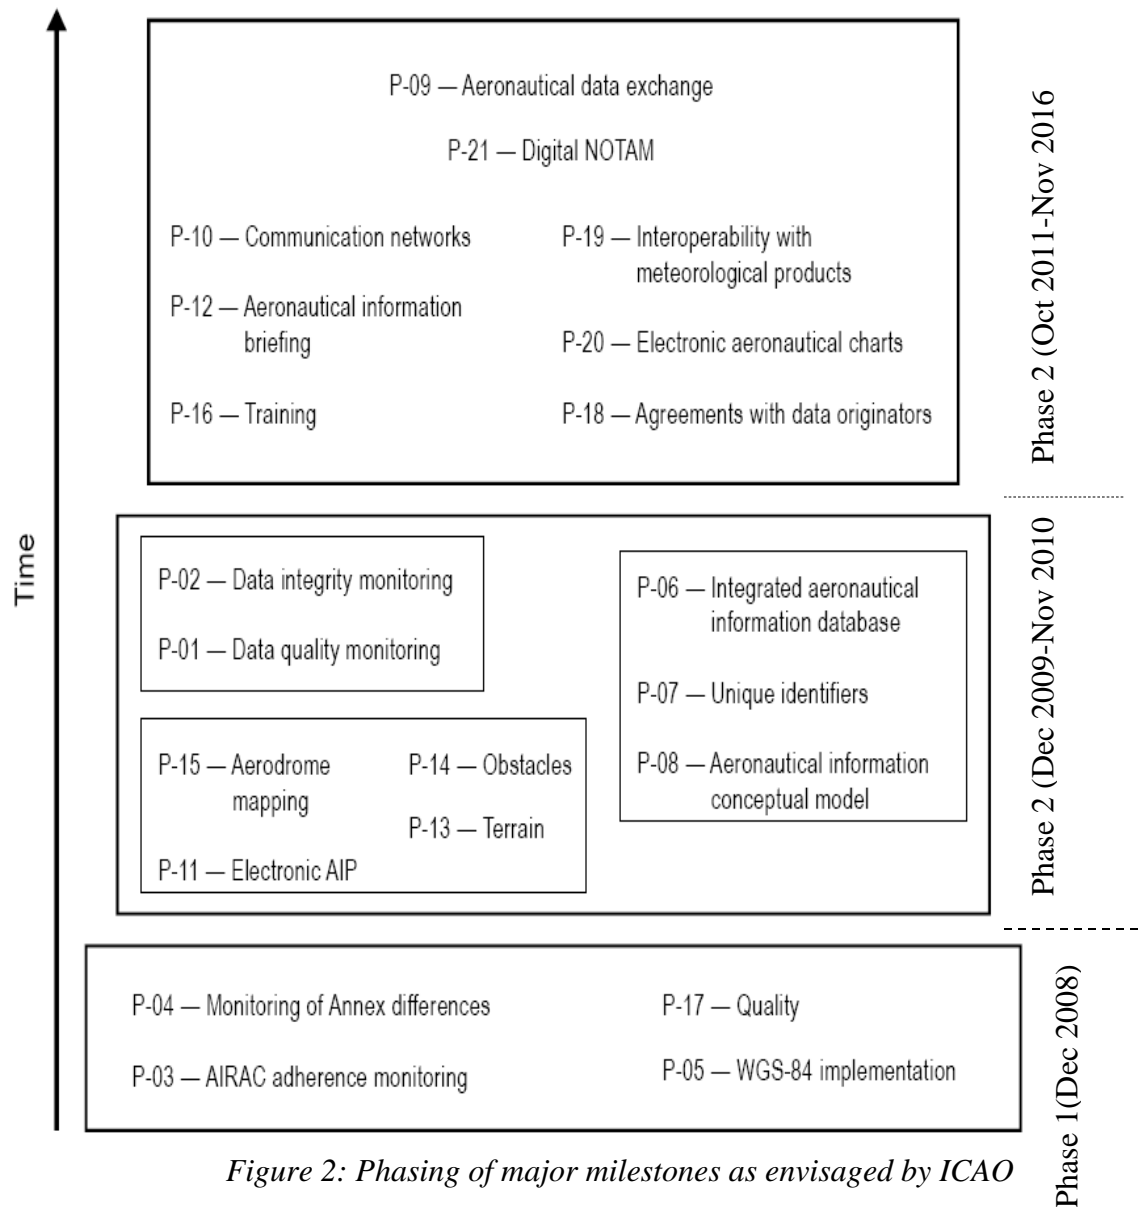 P-09 — Aeronautical data exchange
P-21 — Digital NOTAM
P-10 — Communication networks
P-12 — Aeronautical information
briefing
P-16 — Training
P-19 — Interoperability with
meteorological products
P-20 — Electronic aeronautical charts
P-18 — Agreements with data originators
Phase 2 (Oct 2011-Nov 2016
Time
P-02 — Data integrity monitoring
P-01 — Data quality monitoring
P-15 — Aerodrome
mapping
P-11 — Electronic AIP
P-14 — Obstacles
P-13 — Terrain
P-06 — Integrated aeronautical
information database
P-07 — Unique identifiers
P-08 — Aeronautical information
conceptual model
Phase 2 (Dec 2009-Nov 2010
P-04 — Monitoring of Annex differences
P-03 — AIRAC adherence monitoring
P-17 — Quality
P-05 — WGS-84 implementation
Phase 1(Dec 2008)
Figure 2: Phasing of major milestones as envisaged by ICAO